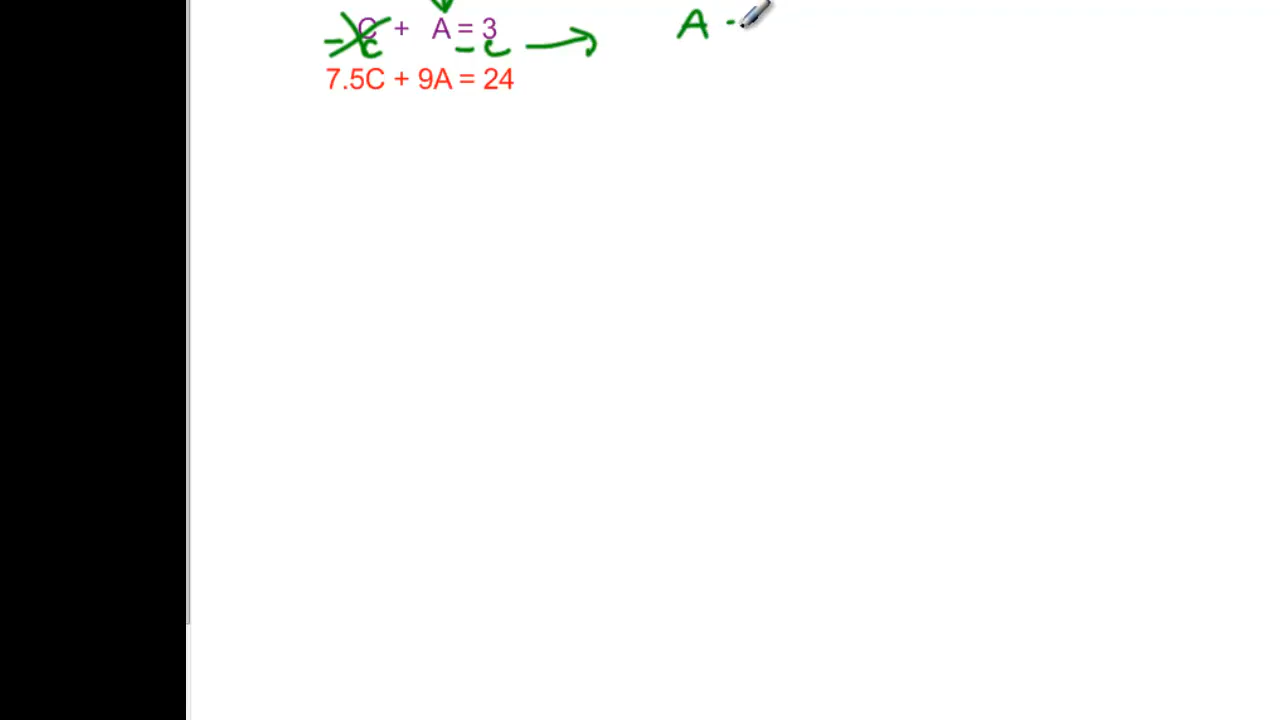 C + A = 3 A -
-C -C
7.5C + 9A = 24